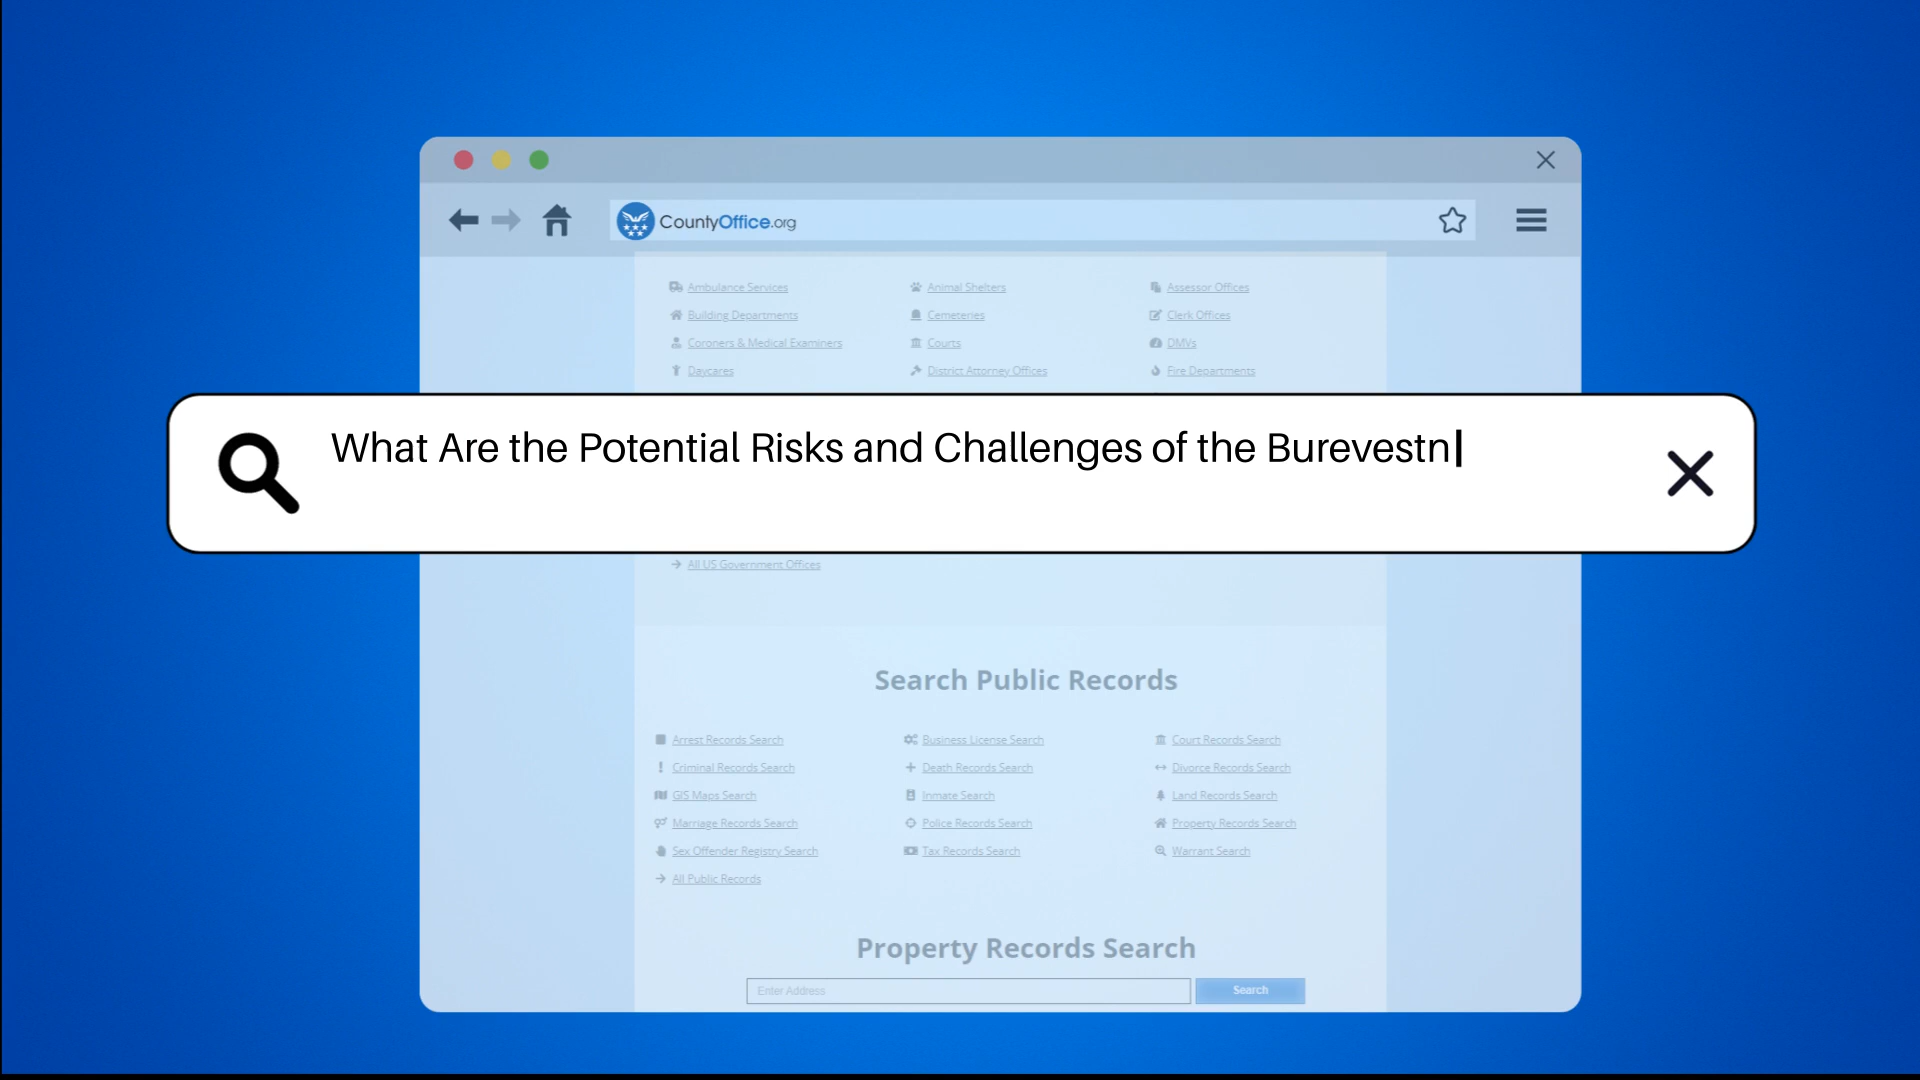 CountyOffice.org
Ambulance Services Animal Shelters Assessor Offices
Building Departments Cemeteries Clerk Offices
Coroners & Medical Examiners Courts DMVs
Daycares District Attorney Offices Fire Departments
What Are the Potential Risks and Challenges of the Burevestn
All US Government Offices
Search Public Records
Arrest Records Search Business License Search Court Records Search
Criminal Records Search Death Records Search Divorce Records Search
GIS Maps Search Inmate Search Land Records Search
Marriage Records Search Police Records Search Property Records Search
Sex Offender Registry Search Tax Records Search Warrant Search
All Public Records
Property Records Search
Enter Address Search